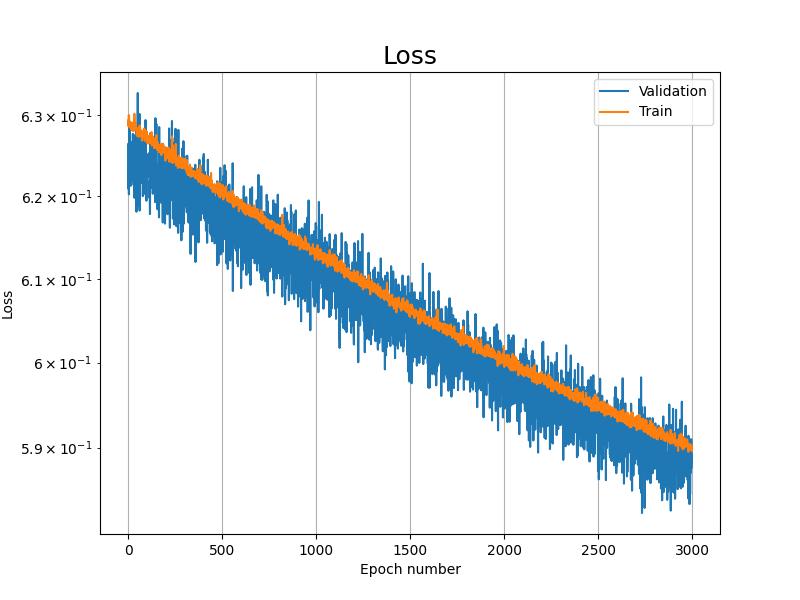 Loss
Validation
Train
6.3 × 10⁻¹
6.2 × 10⁻¹
6.1 × 10⁻¹
6 × 10⁻¹
5.9 × 10⁻¹
Loss
0 500 1000 1500 2000 2500 3000
Epoch number